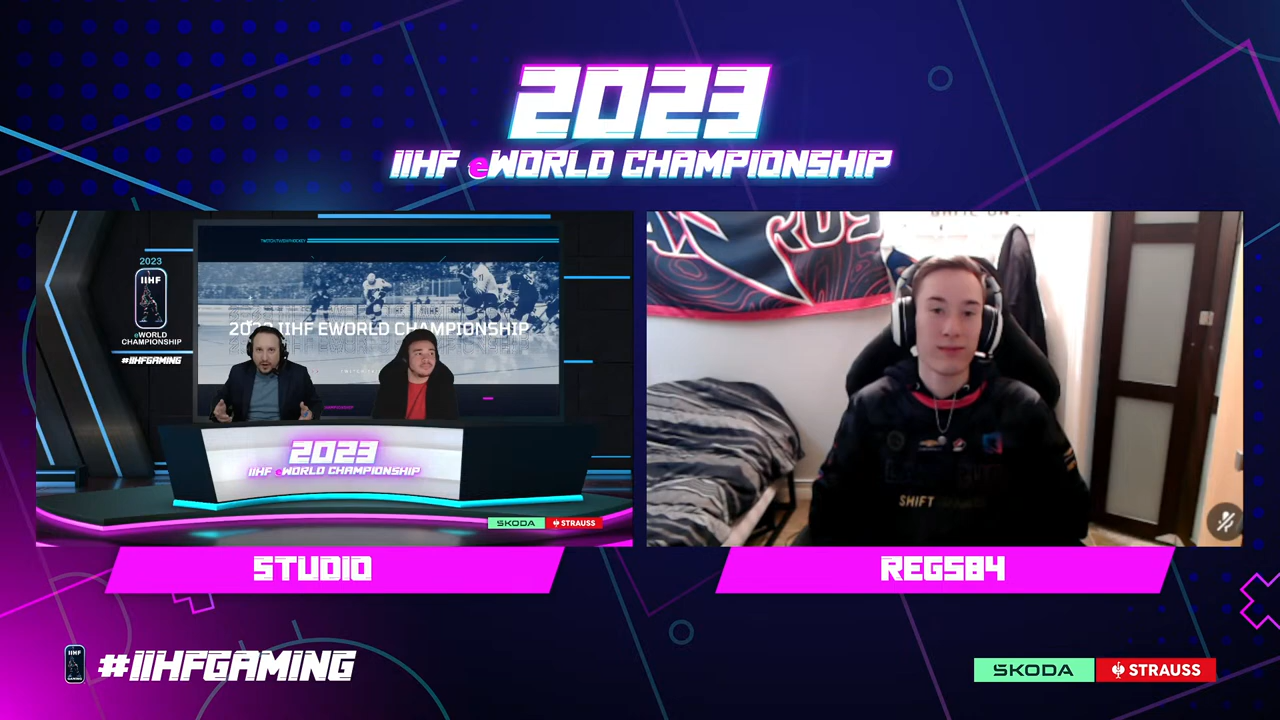 2023
IIHF eWORLD CHAMPIONSHIP
2023
IIHF
eWORLD
CHAMPIONSHIP
#IIHFGAMING
2023 IIHF EWORLD CHAMPIONSHIP
2023
IIHF eWORLD CHAMPIONSHIP
SKODA STRAUSS
SHIFT
STUDIO
REGS84
#IIHFGAMING
SKODA STRAUSS